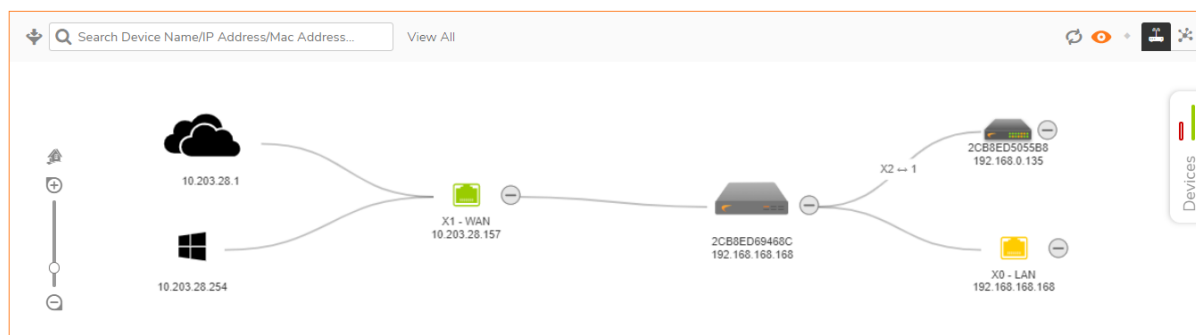 Search Device Name/IP Address/Mac Address...
View All
10.203.28.1
10.203.28.254
X1 - WAN
10.203.28.157
2CB8ED69468C
192.168.168.168
X2 ↔ 1
2CB8ED5055B8
192.168.0.135
X0 - LAN
192.168.168.168
Devices